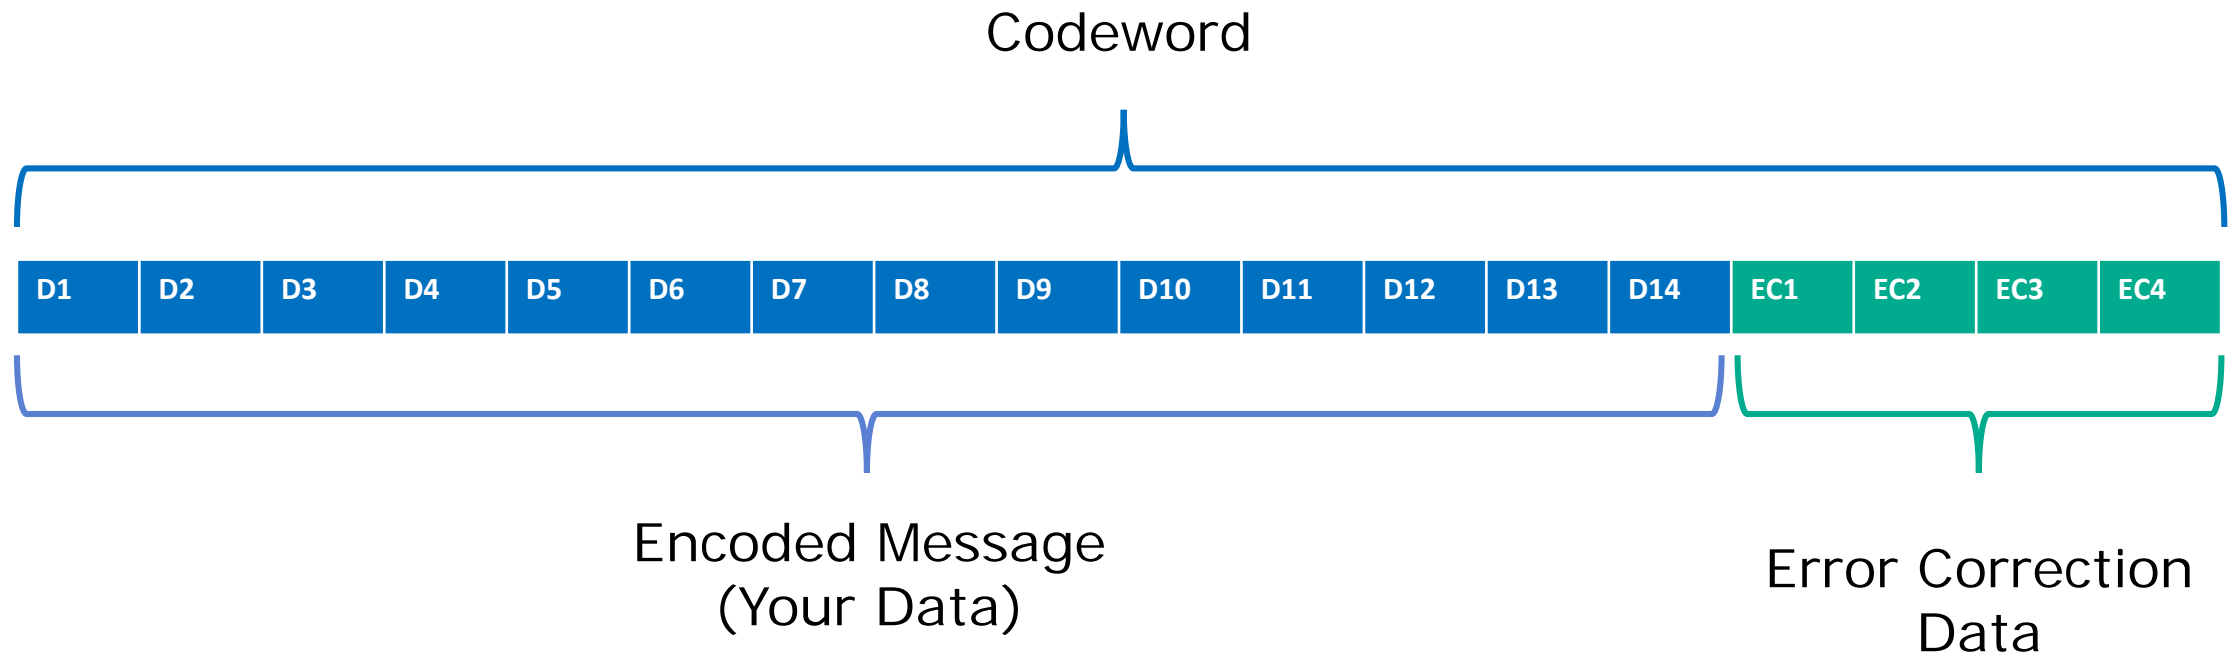 Codeword
D1 D2 D3 D4 D5 D6 D7 D8 D9 D10 D11 D12 D13 D14 EC1 EC2 EC3 EC4
Encoded Message
(Your Data)
Error Correction
Data